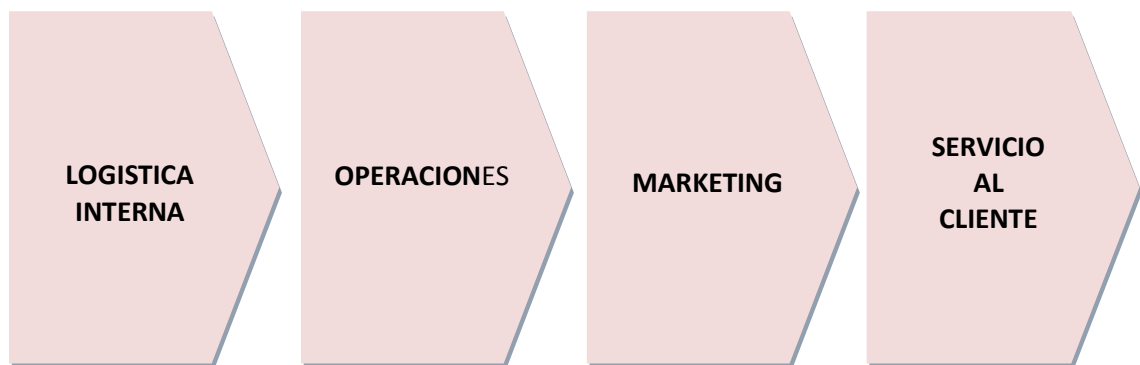 LOGISTICA
INTERNA
OPERACIONES
MARKETING
SERVICIO
AL
CLIENTE